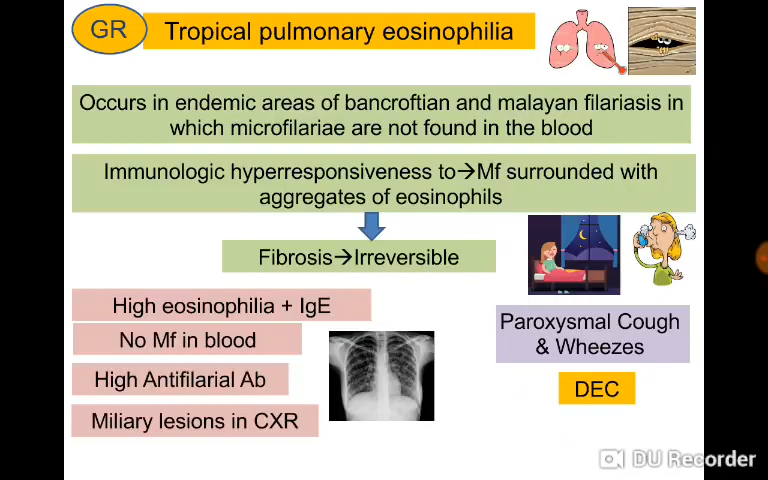 GR
Tropical pulmonary eosinophilia
Occurs in endemic areas of bancroftian and malayan filariasis in
which microfilariae are not found in the blood
Immunologic hyperresponsiveness to→Mf surrounded with
aggregates of eosinophils
Fibrosis→Irreversible
High eosinophilia + IgE
No Mf in blood
High Antifilarial Ab
Miliary lesions in CXR
Paroxysmal Cough
& Wheezes
DEC
DU Recorder